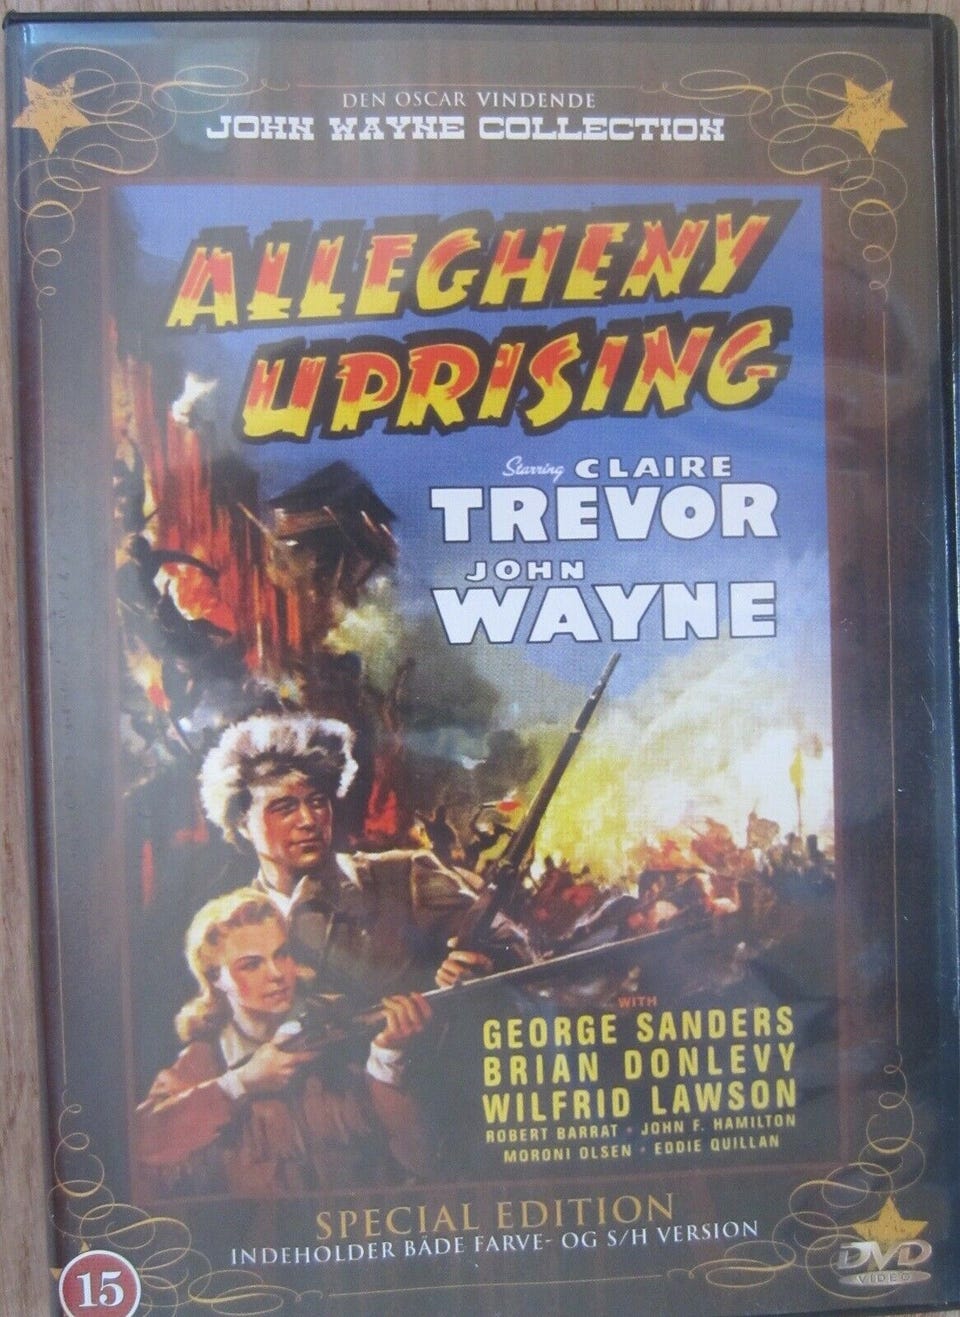 DEN OSCAR VINDENDE
JOHN WAYNE COLLECTION
ALLEGHENY
UPRISING
Starring CLAIRE
TREVOR
JOHN
WAYNE
WITH
GEORGE SANDERS
BRIAN DONLEVY
WILFRID LAWSON
ROBERT BARRAT • JOHN F. HAMILTON
MORONI OLSEN • EDDIE QUILLAN
SPECIAL EDITION
INDEHOLDER BÅDE FARVE- OG S/H VERSION
15
DVD
VIDEO